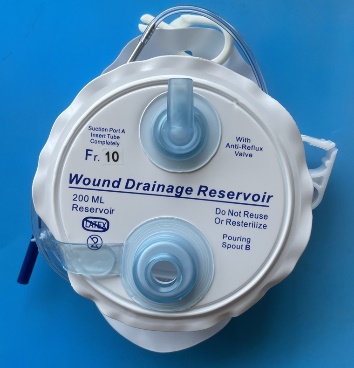 Suction Port A
Insert Tube
Completely
Fr. 10
With
Anti-Reflux
Valve
Wound Drainage Reservoir
200 ML
Reservoir
LATEX
Do Not Reuse
Or Resterilize
Pouring
Spout B